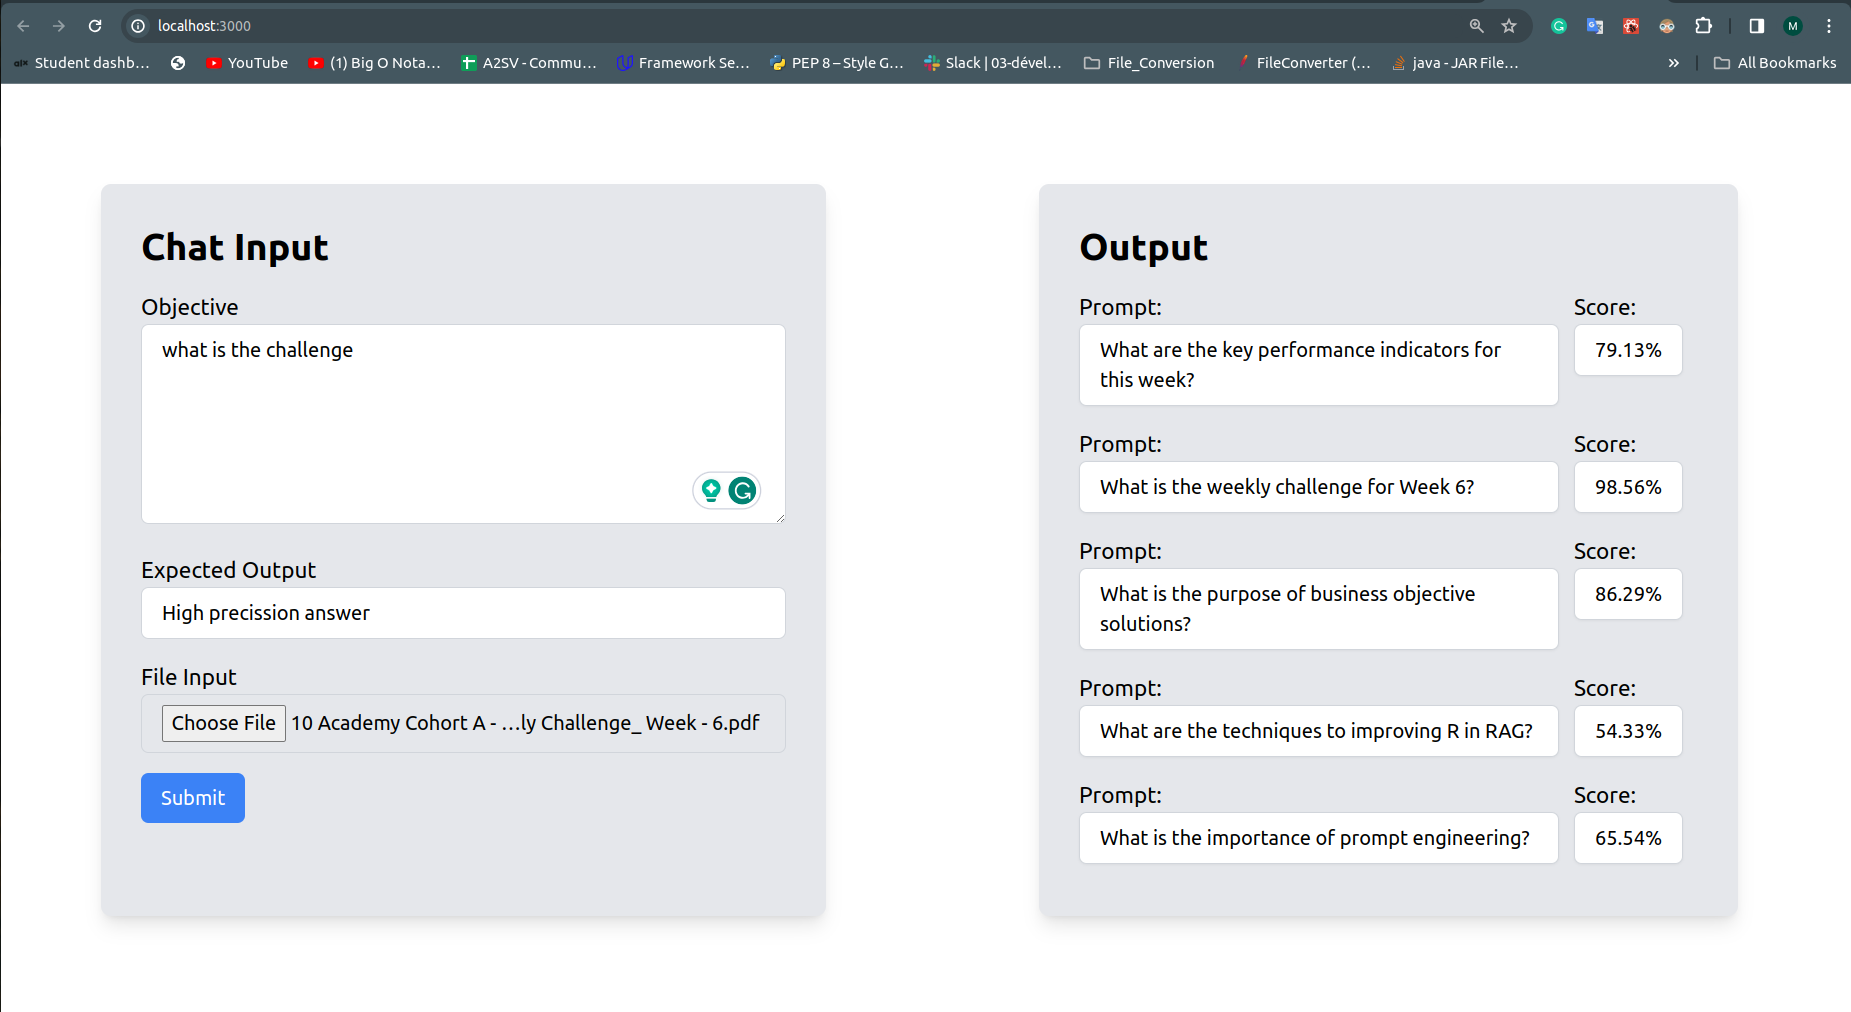 localhost:3000
M
Student dashb...
YouTube
(1) Big O Nota...
A2SV - Commu...
Framework Se...
PEP 8 – Style G...
Slack | 03-dével...
File_Conversion
FileConverter (...
java - JAR File...
»
All Bookmarks
Chat Input
Objective
what is the challenge
Expected Output
High precission answer
File Input
Choose File 10 Academy Cohort A - ...ly Challenge_ Week - 6.pdf
Submit
Output
Prompt:
Score:
What are the key performance indicators for
this week?
79.13%
Prompt:
Score:
What is the weekly challenge for Week 6?
98.56%
Prompt:
Score:
What is the purpose of business objective
solutions?
86.29%
Prompt:
Score:
What are the techniques to improving R in RAG?
54.33%
Prompt:
Score:
What is the importance of prompt engineering?
65.54%